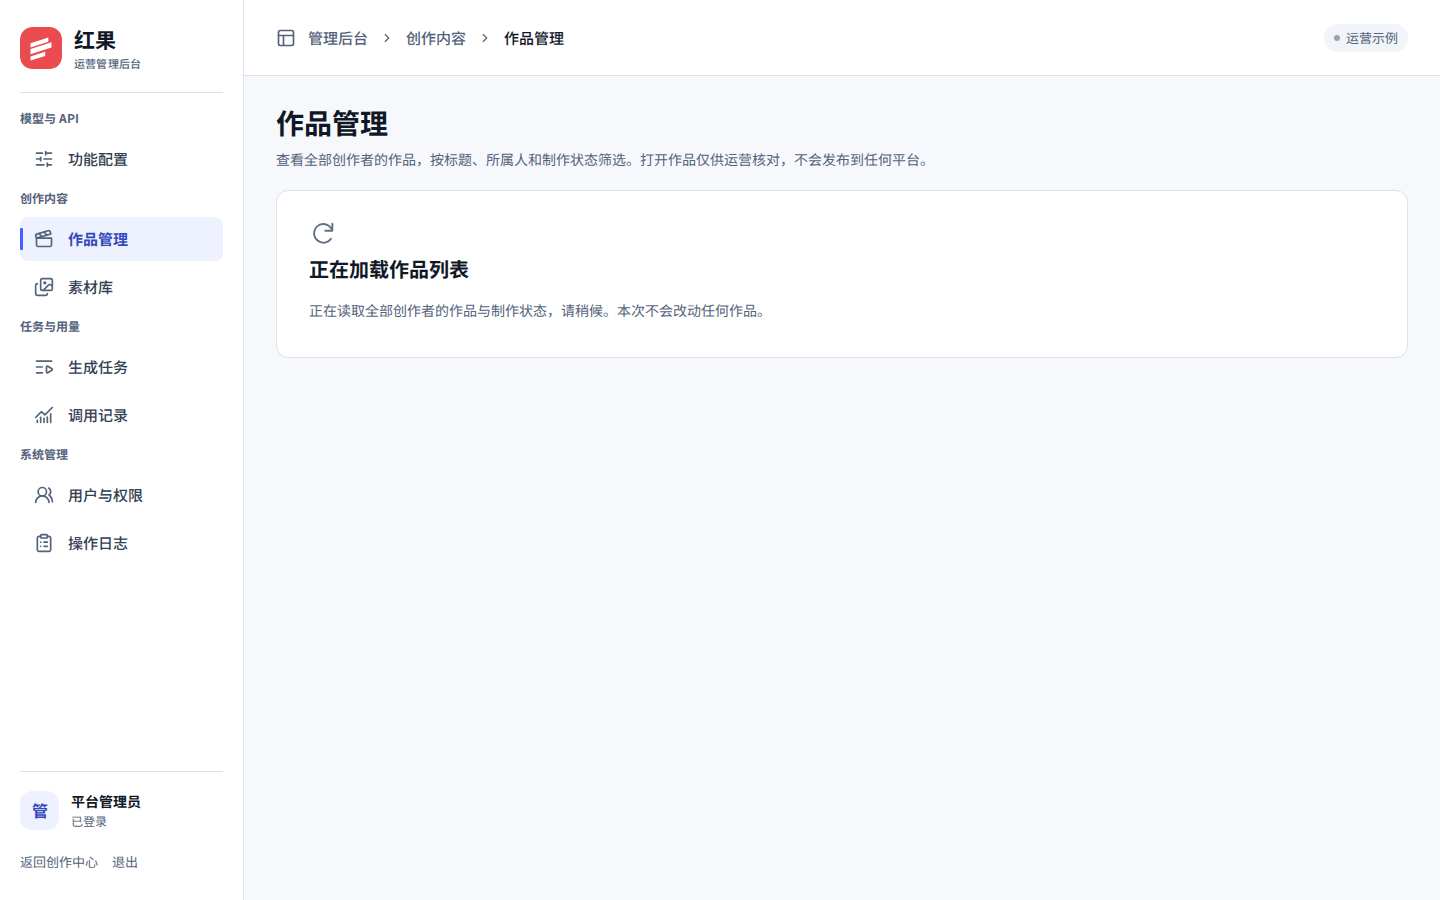 红果
运营管理后台
模型与 API
功能配置
创作内容
作品管理
素材库
任务与用量
生成任务
调用记录
系统管理
用户与权限
操作日志
管
平台管理员
已登录
返回创作中心 退出
管理后台 > 创作内容 > 作品管理
运营示例
作品管理
查看全部创作者的作品，按标题、所属人和制作状态筛选。打开作品仅供运营核对，不会发布到任何平台。
正在加载作品列表
正在读取全部创作者的作品与制作状态，请稍候。本次不会改动任何作品。